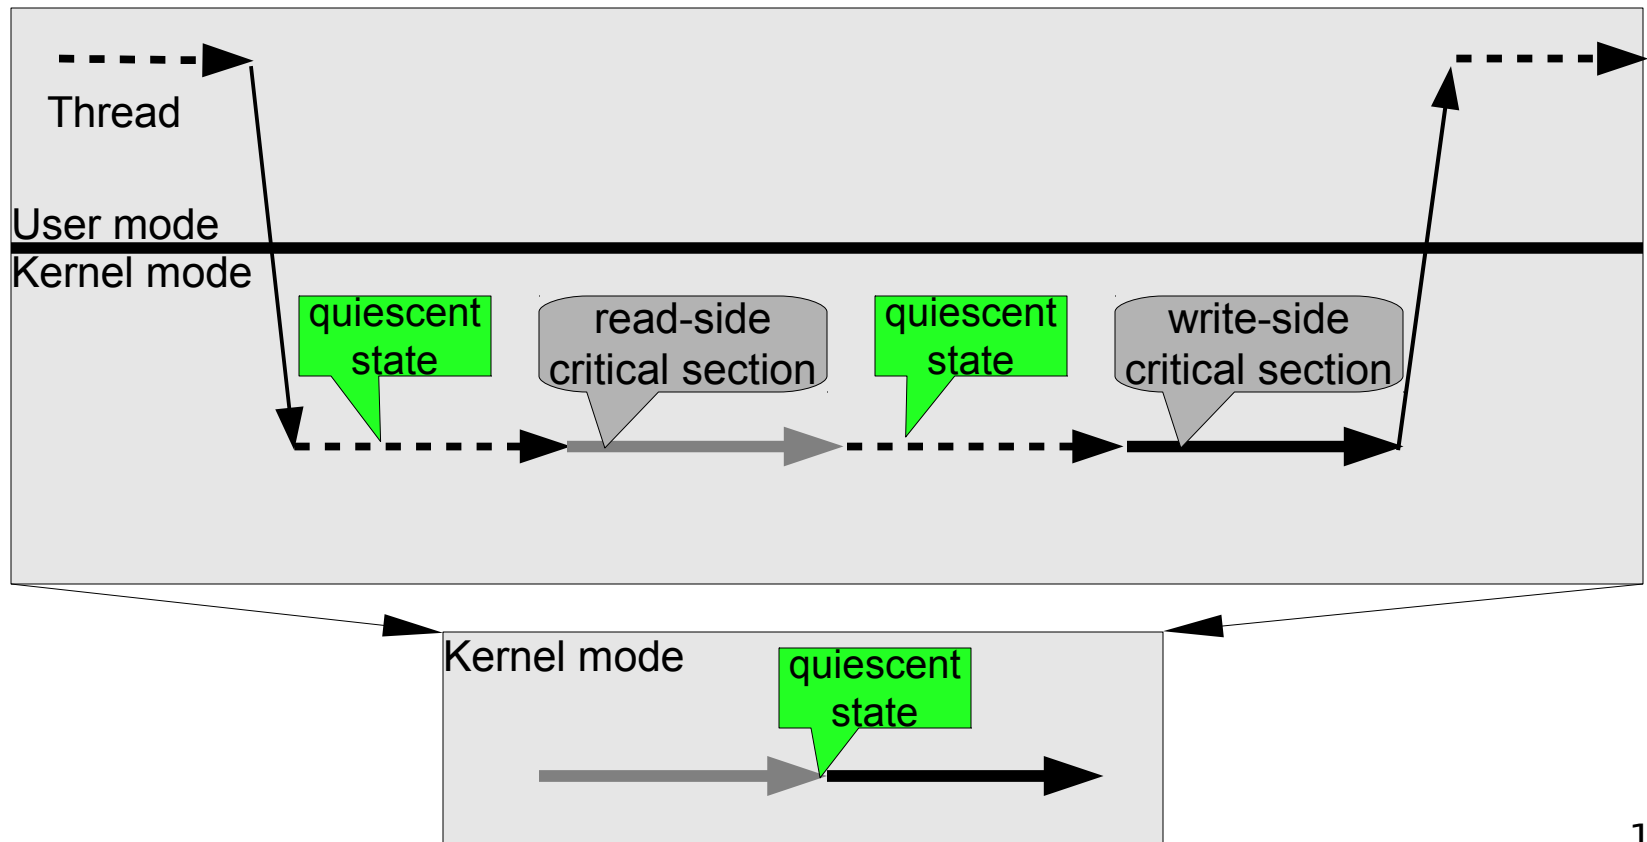 Thread
User mode
Kernel mode
quiescent
state
read-side
critical section
quiescent
state
write-side
critical section
Kernel mode
quiescent
state
1